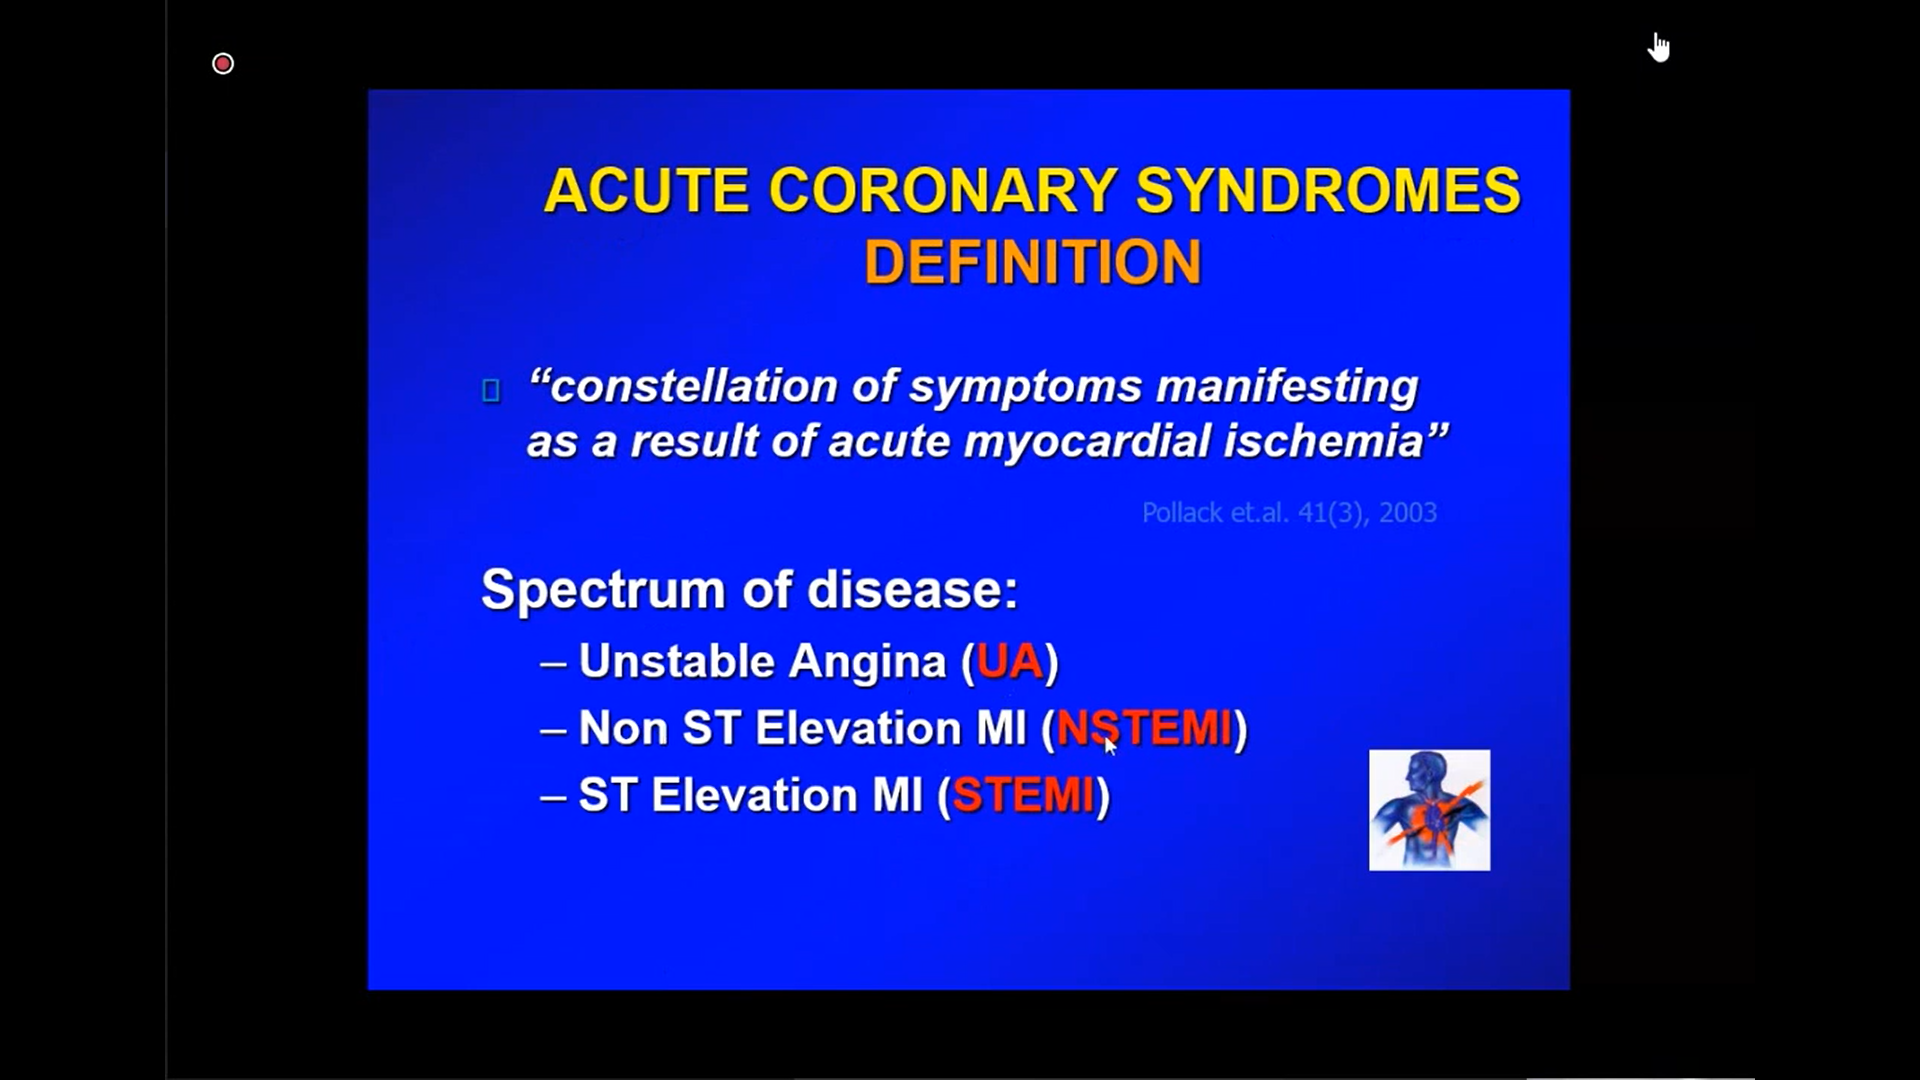 ACUTE CORONARY SYNDROMES
DEFINITION
“constellation of symptoms manifesting
as a result of acute myocardial ischemia”
Pollack et.al. 41(3), 2003
Spectrum of disease:
– Unstable Angina (UA)
– Non ST Elevation MI (NSTEMI)
– ST Elevation MI (STEMI)